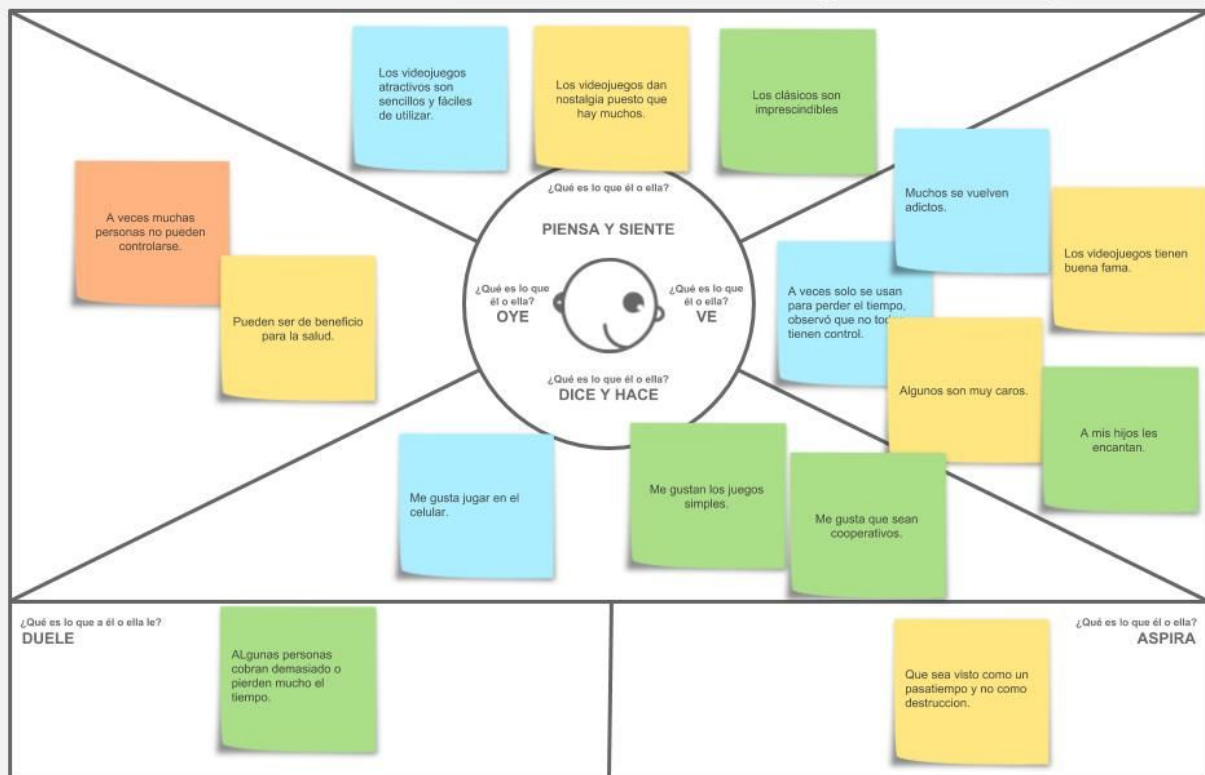 Los videojuegos
atractivos son
sencillos y fáciles
de utilizar.
Los videojuegos dan
nostalgia puesto que
hay muchos.
Los clásicos son
imprescindibles
A veces muchas
personas no pueden
controlarse.
Pueden ser de beneficio
para la salud.
¿Qué es lo que él o ella?
PIENSA Y SIENTE
¿Qué es lo que
él o ella?
OYE
¿Qué es lo que
él o ella?
VE
¿Qué es lo que él o ella?
DICE Y HACE
Muchos se vuelven
adictos.
Los videojuegos tienen
buena fama.
A veces solo se usan
para perder el tiempo,
observó que no
tienen control.
Algunos son muy caros.
A mis hijos les
encantan.
Me gusta jugar en el
celular.
Me gustan los juegos
simples.
Me gusta que sean
cooperativos.
¿Qué es lo que a él o ella le?
DUELE
ALgunas personas
cobran demasiado o
pierden mucho el
tiempo.
¿Qué es lo que él o ella?
ASPIRA
Que sea visto como un
pasatiempo y no como
destruccion.